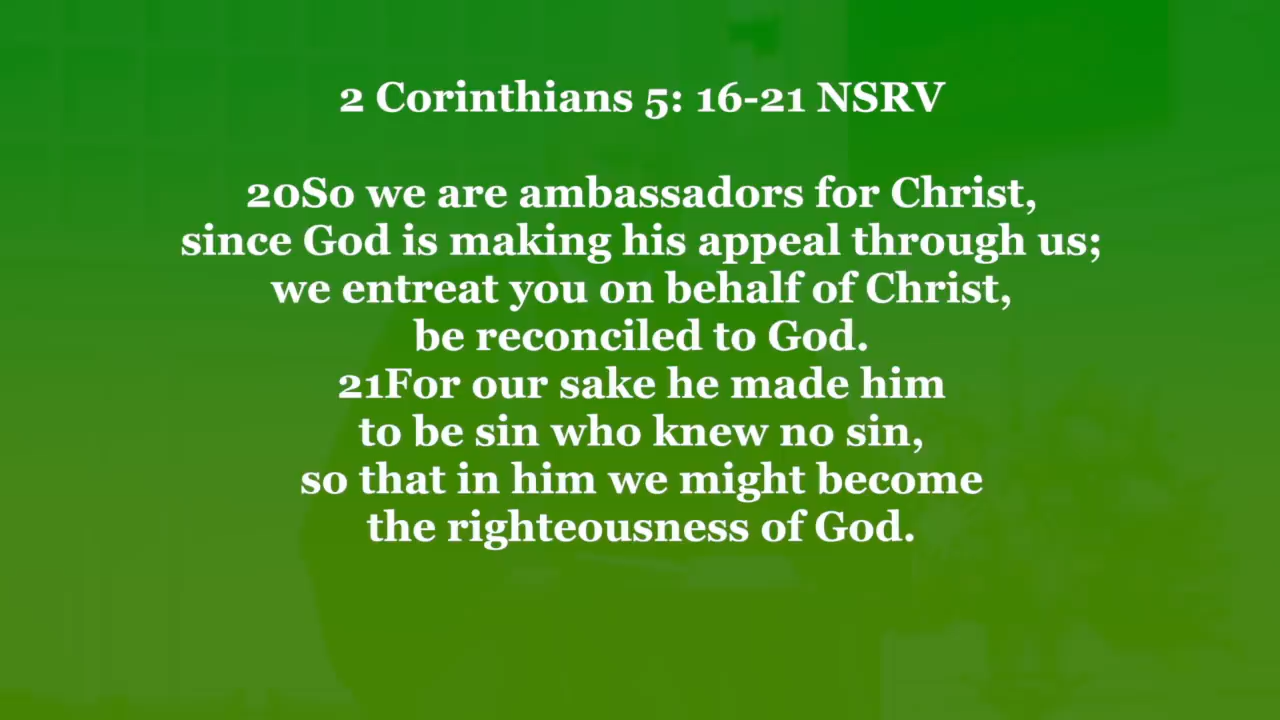 2 Corinthians 5: 16-21 NSRV
20So we are ambassadors for Christ,
since God is making his appeal through us;
we entreat you on behalf of Christ,
be reconciled to God.
21For our sake he made him
to be sin who knew no sin,
so that in him we might become
the righteousness of God.